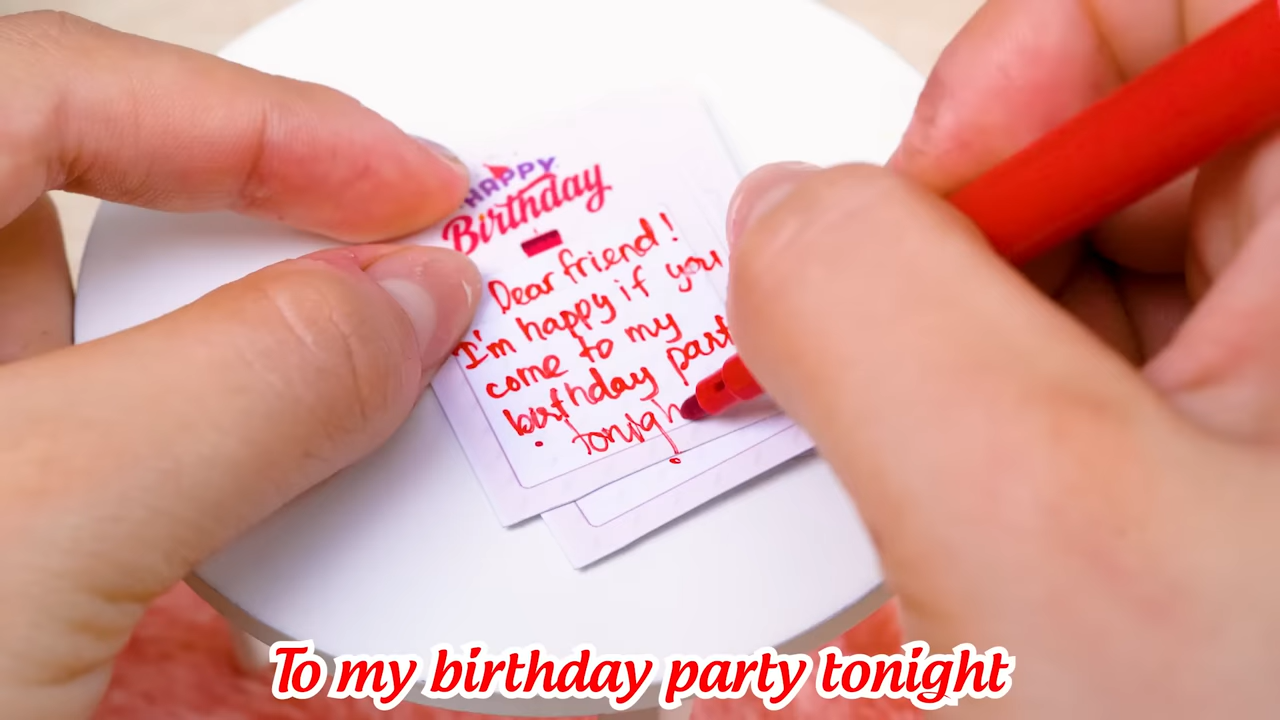 HAPPY
Birthday
Dear friend!
I'm happy if you
come to my
birthday part
tonigh
To my birthday party tonight